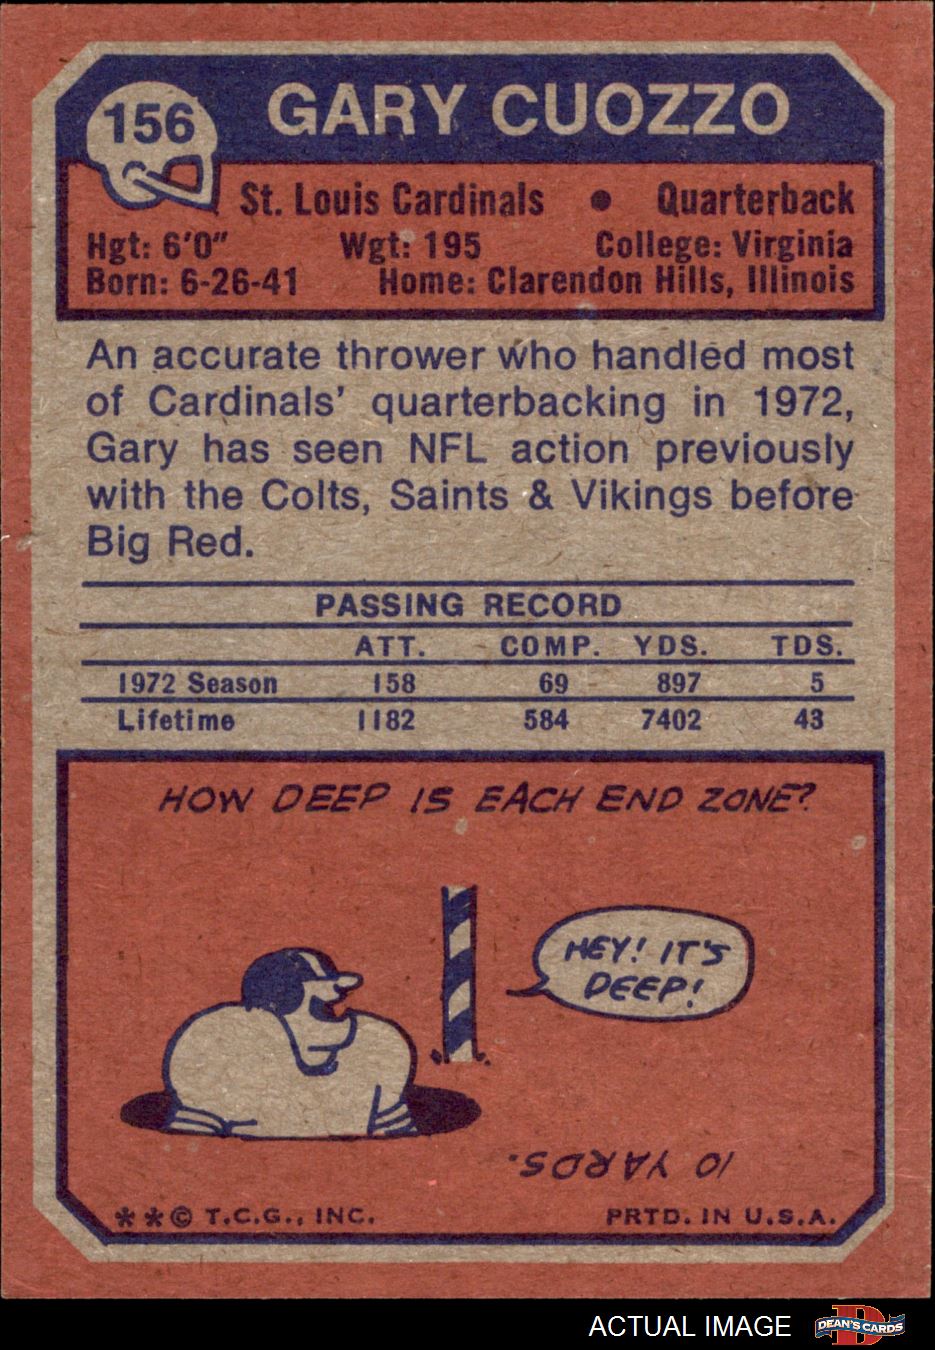 156
GARY CUOZZO
St. Louis Cardinals • Quarterback
Hgt: 6'0" Wgt: 195 College: Virginia
Born: 6-26-41 Home: Clarendon Hills, Illinois
An accurate thrower who handled most
of Cardinals' quarterbacking in 1972,
Gary has seen NFL action previously
with the Colts, Saints & Vikings before
Big Red.
PASSING RECORD
ATT. COMP. YDS. TDS.
1972 Season 158 69 897 5
Lifetime 1182 584 7402 43
HOW DEEP IS EACH END ZONE?
HEY! IT'S
DEEP!
10 YARDS.
**© T.C.G., INC. PRTD. IN U.S.A.
ACTUAL IMAGE DEAN'S CARDS